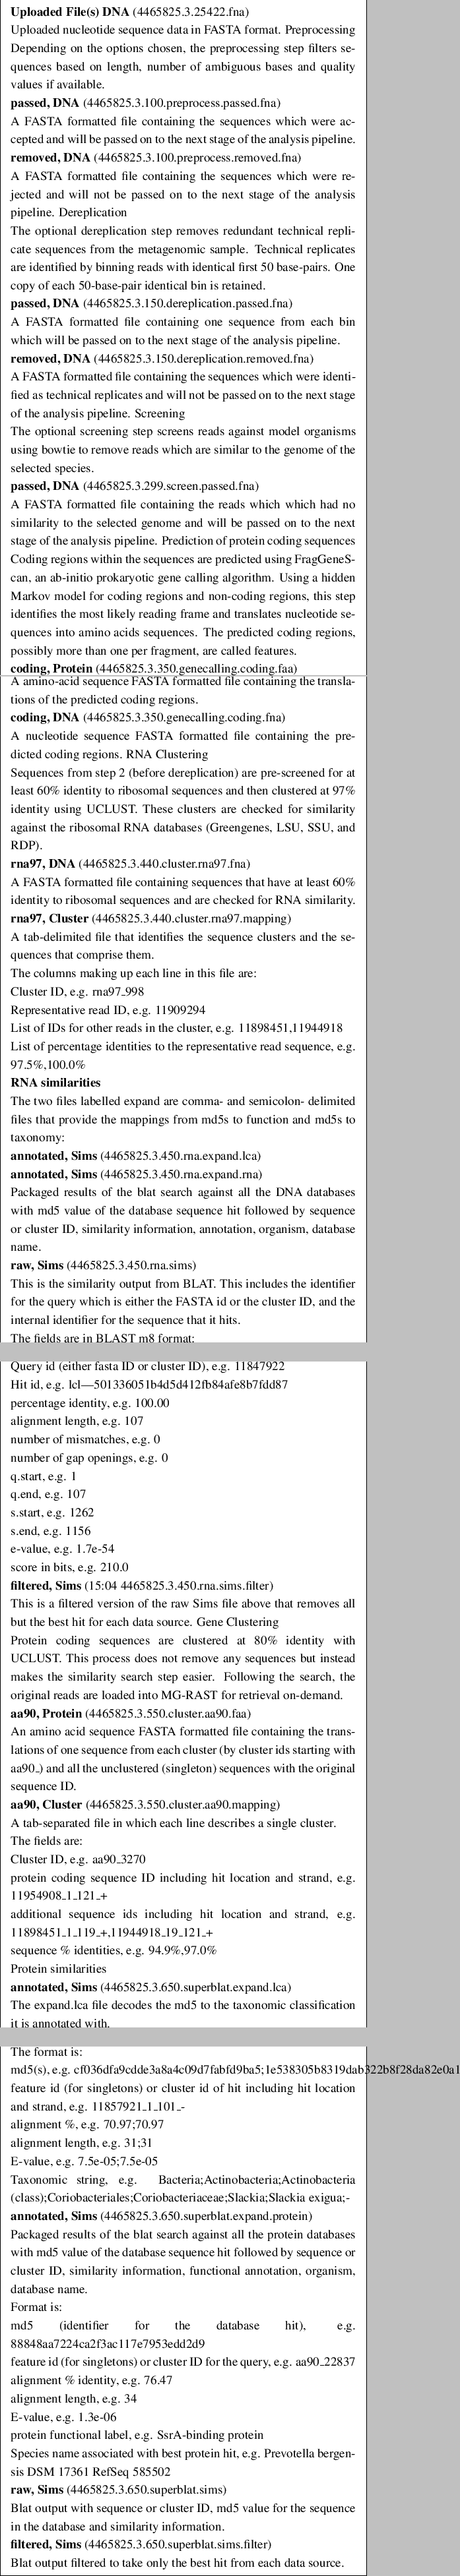 Uploaded File(s) DNA (4465825.3.25422.fna)
Uploaded nucleotide sequence data in FASTA format. Preprocessing
Depending on the options chosen, the preprocessing step filters se-
quences based on length, number of ambiguous bases and quality
values if available.
passed, DNA (4465825.3.100.preprocess.passed.fna)
A FASTA formatted file containing the sequences which were ac-
cepted and will be passed on to the next stage of the analysis pipeline.
removed, DNA (4465825.3.100.preprocess.removed.fna)
A FASTA formatted file containing the sequences which were re-
jected and will not be passed on to the next stage of the analysis
pipeline. Dereplication
The optional dereplication step removes redundant technical repli-
cate sequences from the metagenomic sample. Technical replicates
are identified by binning reads with identical first 50 base-pairs. One
copy of each 50-base-pair identical bin is retained.
passed, DNA (4465825.3.150.dereplication.passed.fna)
A FASTA formatted file containing one sequence from each bin
which will be passed on to the next stage of the analysis pipeline.
removed, DNA (4465825.3.150.dereplication.removed.fna)
A FASTA formatted file containing the sequences which were identi-
fied as technical replicates and will not be passed on to the next stage
of the analysis pipeline. Screening
The optional screening step screens reads against model organisms
using bowtie to remove reads which are similar to the genome of the
selected species.
passed, DNA (4465825.3.299.screen.passed.fna)
A FASTA formatted file containing the reads which which had no
similarity to the selected genome and will be passed on to the next
stage of the analysis pipeline. Prediction of protein coding sequences
Coding regions within the sequences are predicted using FragGeneS-
can, an ab-initio prokaryotic gene calling algorithm. Using a hidden
Markov model for coding regions and non-coding regions, this step
identifies the most likely reading frame and translates nucleotide se-
quences into amino acids sequences. The predicted coding regions,
possibly more than one per fragment, are called features.
coding, Protein (4465825.3.350.genecalling.coding.faa)
A amino-acid sequence FASTA formatted file containing the transla-
tions of the predicted coding regions.
coding, DNA (4465825.3.350.genecalling.coding.fna)
A nucleotide sequence FASTA formatted file containing the pre-
dicted coding regions. RNA Clustering
Sequences from step 2 (before dereplication) are pre-screened for at
least 60% identity to ribosomal sequences and then clustered at 97%
identity using UCLUST. These clusters are checked for similarity
against the ribosomal RNA databases (Greengenes, LSU, SSU, and
RDP).
rna97, DNA (4465825.3.440.cluster.rna97.fna)
A FASTA formatted file containing sequences that have at least 60%
identity to ribosomal sequences and are checked for RNA similarity.
rna97, Cluster (4465825.3.440.cluster.rna97.mapping)
A tab-delimited file that identifies the sequence clusters and the se-
quences that comprise them.
The columns making up each line in this file are:
Cluster ID, e.g. rna97_998
Representative read ID, e.g. 11909294
List of IDs for other reads in the cluster, e.g. 11898451,11944918
List of percentage identities to the representative read sequence, e.g.
97.5%,100.0%
RNA similarities
The two files labelled expand are comma- and semicolon- delimited
files that provide the mappings from md5s to function and md5s to
taxonomy:
annotated, Sims (4465825.3.450.rna.expand.lca)
annotated, Sims (4465825.3.450.rna.expand.rna)
Packaged results of the blat search against all the DNA databases
with md5 value of the database sequence hit followed by sequence
or cluster ID, similarity information, annotation, organism, database
name.
raw, Sims (4465825.3.450.rna.sims)
This is the similarity output from BLAT. This includes the identifier
for the query which is either the FASTA id or the cluster ID, and the
internal identifier for the sequence that it hits.
The fields are in BLAST m8 format:
Query id (either fasta ID or cluster ID), e.g. 11847922
Hit id, e.g. lcl—501336051b4d5d412fb84afe8b7fdd87
percentage identity, e.g. 100.00
alignment length, e.g. 107
number of mismatches, e.g. 0
number of gap openings, e.g. 0
q.start, e.g. 1
q.end, e.g. 107
s.start, e.g. 1262
s.end, e.g. 1156
e-value, e.g. 1.7e-54
score in bits, e.g. 210.0
filtered, Sims (15:04 4465825.3.450.rna.sims.filter)
This is a filtered version of the raw Sims file above that removes all
but the best hit for each data source. Gene Clustering
Protein coding sequences are clustered at 80% identity with
UCLUST. This process does not remove any sequences but instead
makes the similarity search step easier. Following the search, the
original reads are loaded into MG-RAST for retrieval on-demand.
aa90, Protein (4465825.3.550.cluster.aa90.faa)
An amino acid sequence FASTA formatted file containing the trans-
lations of one sequence from each cluster (by cluster ids starting with
aa90_) and all the unclustered (singleton) sequences with the original
sequence ID.
aa90, Cluster (4465825.3.550.cluster.aa90.mapping)
A tab-separated file in which each line describes a single cluster.
The fields are:
Cluster ID, e.g. aa90_3270
protein coding sequence ID including hit location and strand, e.g.
11954908_1_121_+
additional sequence ids including hit location and strand, e.g.
11898451_1_119_+,11944918_19_121_+
sequence % identities, e.g. 94.9%,97.0%
Protein similarities
annotated, Sims (4465825.3.650.superblat.expand.lca)
The expand.lca file decodes the md5 to the taxonomic classification
it is annotated with.
The format is:
md5(s), e.g. cf036dfa9cdde3a8a4c09d7fabfd9ba5;1e538305b8319dab322b8f28da82e0a1
feature id (for singletons) or cluster id of hit including hit location
and strand, e.g. 11857921_1_101_-
alignment %, e.g. 70.97;70.97
alignment length, e.g. 31;31
E-value, e.g. 7.5e-05;7.5e-05
Taxonomic string, e.g. Bacteria;Actinobacteria;Actinobacteria
(class);Coriobacteriales;Coriobacteriaceae;Slackia;Slackia exigua;-
annotated, Sims (4465825.3.650.superblat.expand.protein)
Packaged results of the blat search against all the protein databases
with md5 value of the database sequence hit followed by sequence or
cluster ID, similarity information, functional annotation, organism,
database name.
Format is:
md5 (identifier for the database hit), e.g.
88848aa7224ca2f3ac117e7953edd2d9
feature id (for singletons) or cluster ID for the query, e.g. aa90_22837
alignment % identity, e.g. 76.47
alignment length, e.g. 34
E-value, e.g. 1.3e-06
protein functional label, e.g. SsrA-binding protein
Species name associated with best protein hit, e.g. Prevotella bergen-
sis DSM 17361 RefSeq 585502
raw, Sims (4465825.3.650.superblat.sims)
Blat output with sequence or cluster ID, md5 value for the sequence
in the database and similarity information.
filtered, Sims (4465825.3.650.superblat.sims.filter)
Blat output filtered to take only the best hit from each data source.